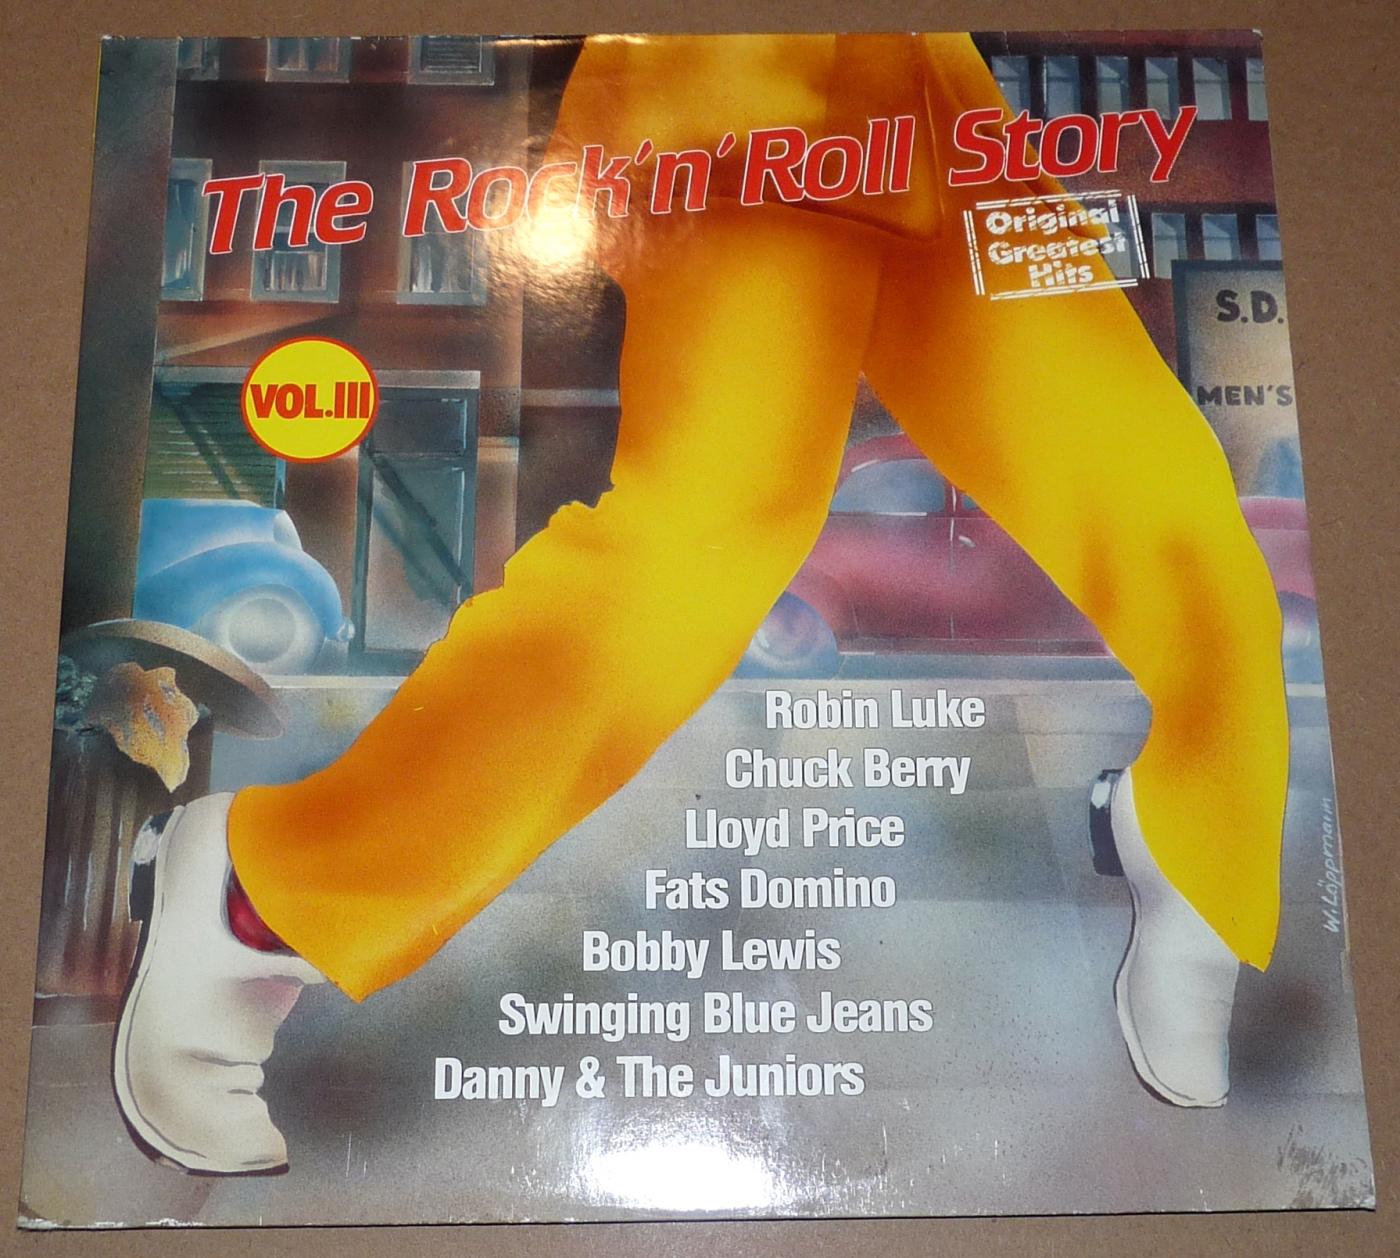 The Rock'n'Roll Story
Original
Greatest
Hits
VOL.III
S.D.
MEN'S
Robin Luke
Chuck Berry
Lloyd Price
Fats Domino
Bobby Lewis
Swinging Blue Jeans
Danny & The Juniors
W. Löppmann